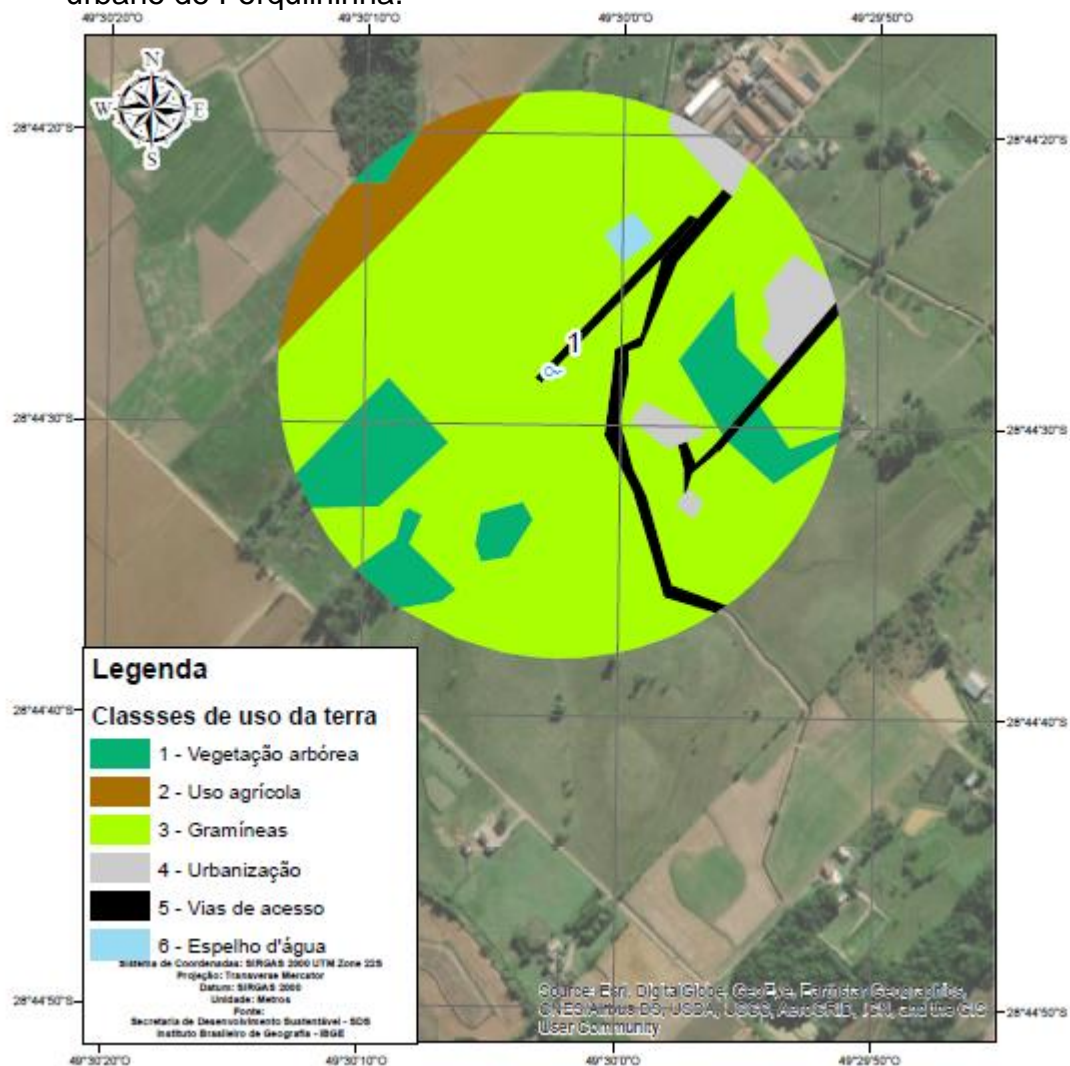 urbano de Forquilhinha.
49°30'20"O 49°30'10"O 49°30'0"O 49°29'50"O
N
W E
S
28°44'20"S 28°44'20"S
1
28°44'30"S 28°44'30"S
Legenda
Classses de uso da terra
28°44'40"S 28°44'40"S
1 - Vegetação arbórea
2 - Uso agrícola
3 - Gramíneas
4 - Urbanização
5 - Vias de acesso
6 - Espelho d'água
Sistema de Coordenadas: SIRGAS 2000 UTM Zone 22S
Projeção: Transverse Mercator
Datum: SIRGAS 2000
Unidade: Metros
Fonte:
Secretaria de Desenvolvimento Sustentável - SDS
Instituto Brasileiro de Geografia - IBGE
Source: Esri, DigitalGlobe, GeoEye, Earthstar Geographics,
CNES/Airbus DS, USDA, USGS, AeroGRID, IGN, and the GIS
User Community
28°44'50"S 28°44'50"S
49°30'20"O 49°30'10"O 49°30'0"O 49°29'50"O